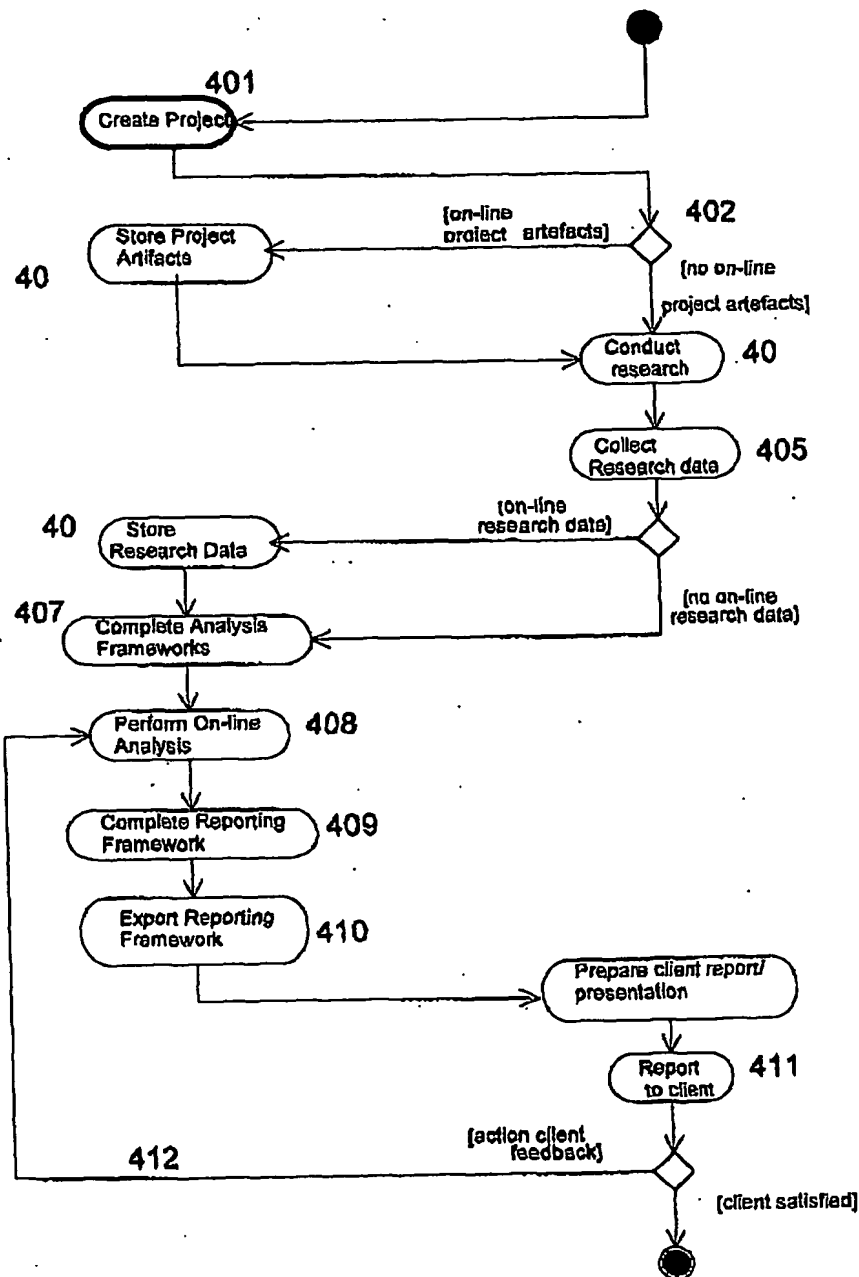 401
Create Project
[on-line
project artefacts]
402
Store Project
Artifacts
40
[no on-line
project artefacts]
Conduct
research
40
Collect
Research data
405
[on-line
research data]
40
Store
Research Data
[no on-line
research data]
407
Complete Analysis
Frameworks
Perform On-line
Analysis
408
Complete Reporting
Framework
409
Export Reporting
Framework
410
Prepare client report/
presentation
Report
to client
411
[action client
feedback]
412
[client satisfied]